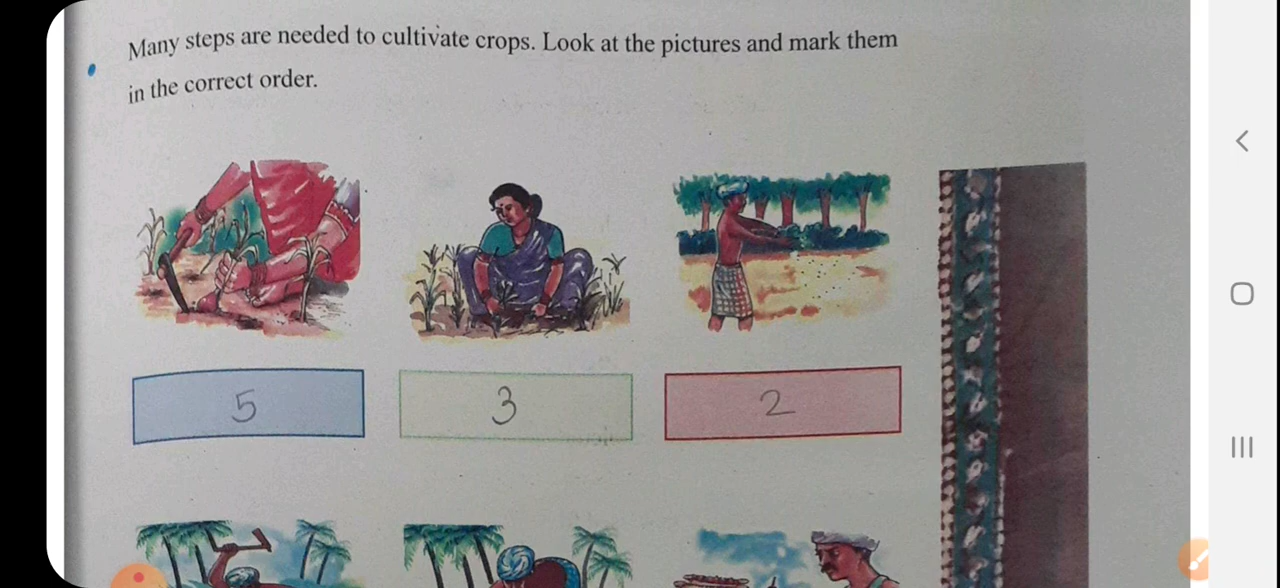 Many steps are needed to cultivate crops. Look at the pictures and mark them
in the correct order.
5 3 2